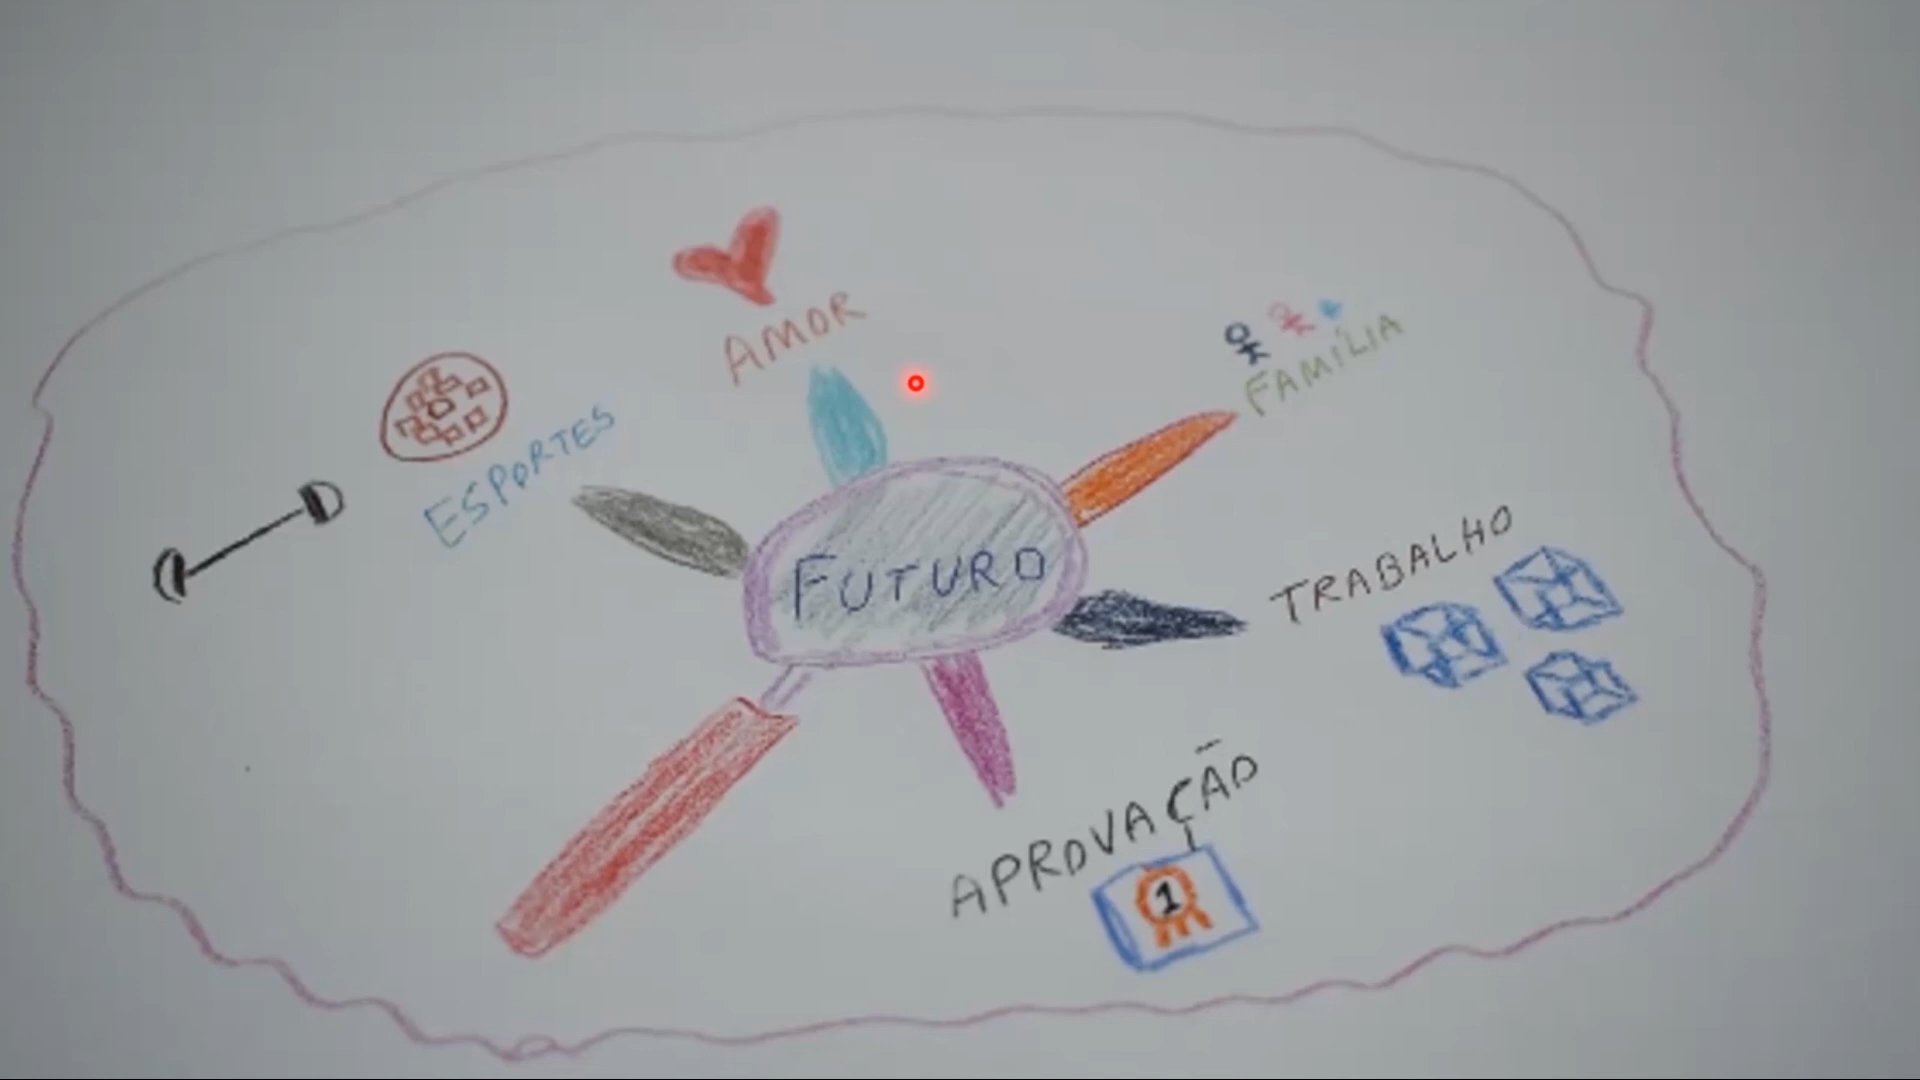 AMOR
FAMÍLIA
ESPORTES
TRABALHO
FUTURO
APROVAÇÃO
1